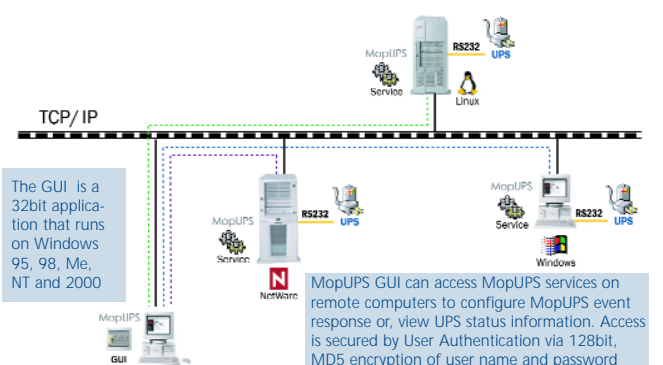 MopUPS
Service
RS232
UPS
Linux
TCP/IP
The GUI is a
32bit applica-
tion that runs
on Windows
95, 98, Me,
NT and 2000
MopUPS
Service
RS232
UPS
NetWare
MopUPS
Service
RS232
UPS
Windows
MopUPS
GUI
MopUPS GUI can access MopUPS services on
remote computers to configure MopUPS event
response or, view UPS status information. Access
is secured by User Authentication via 128bit,
MD5 encryption of user name and password